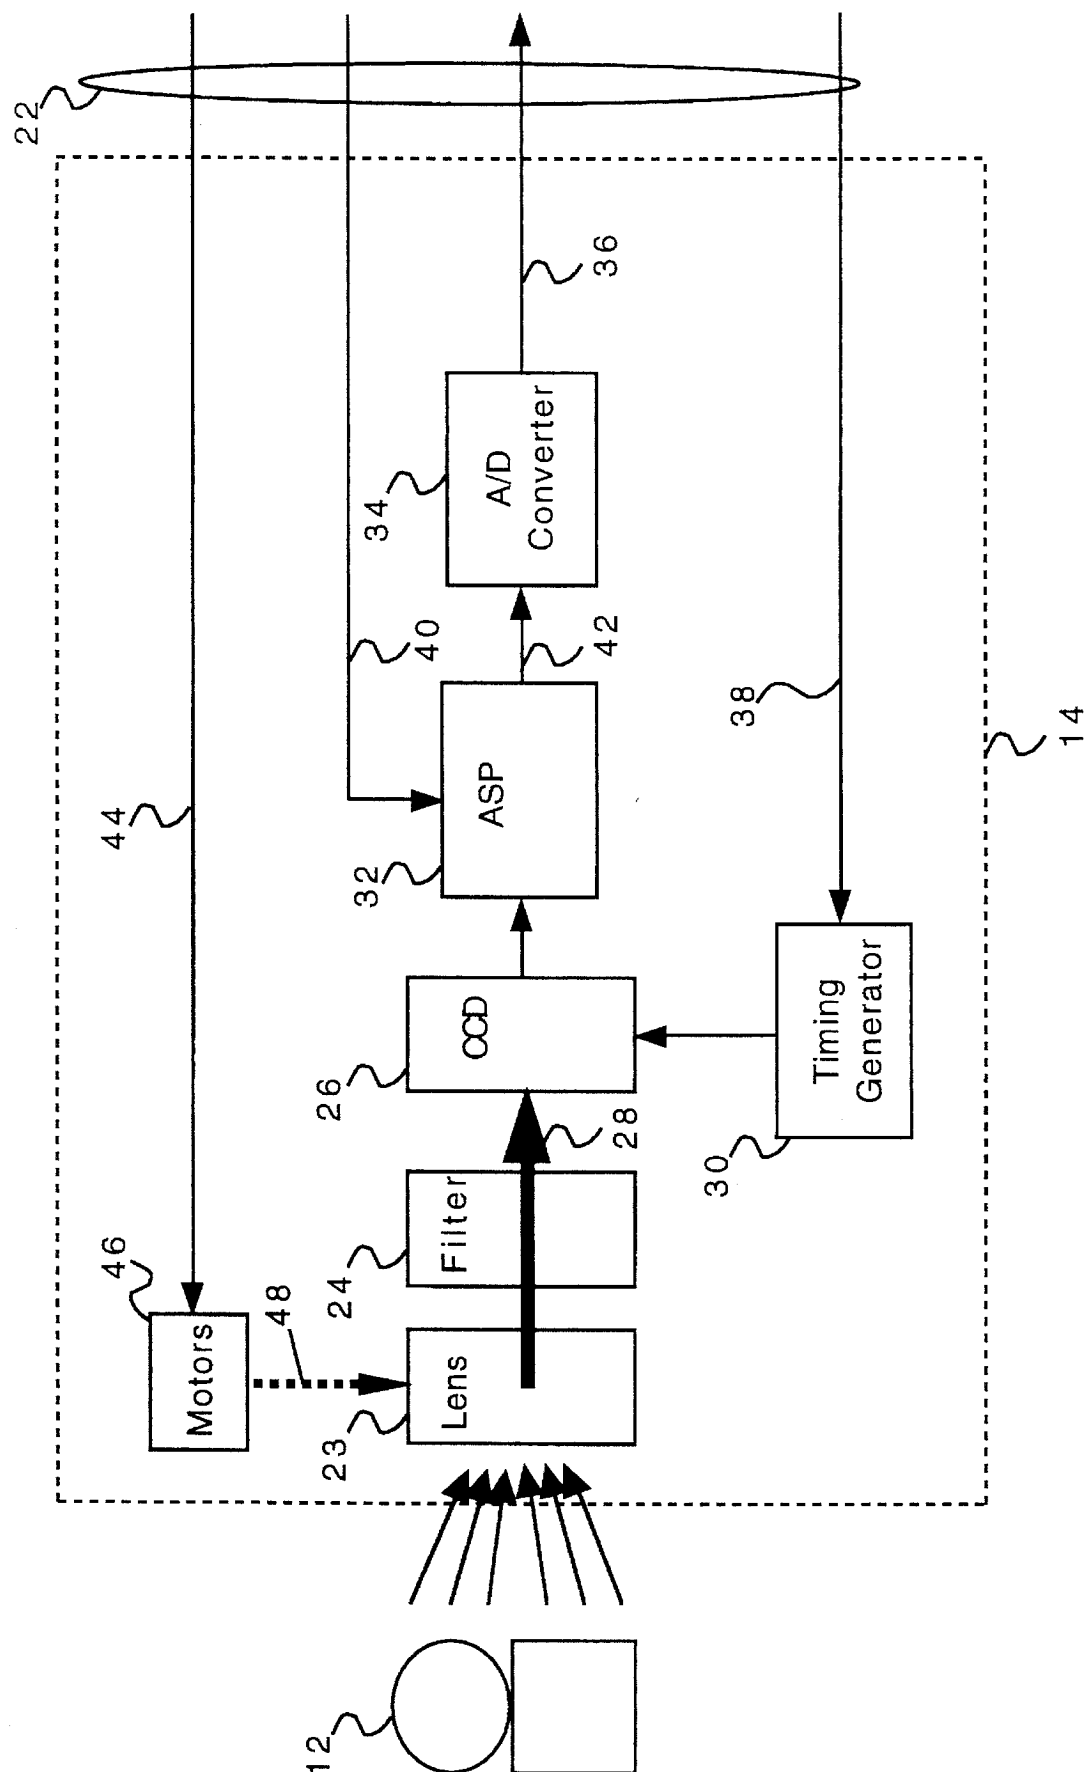 12
Lens
23
Filter
24
CCD
26
28
ASP
32
A/D
Converter
34
36
40
42
Motors
46
48
44
Timing
Generator
30
38
14
22